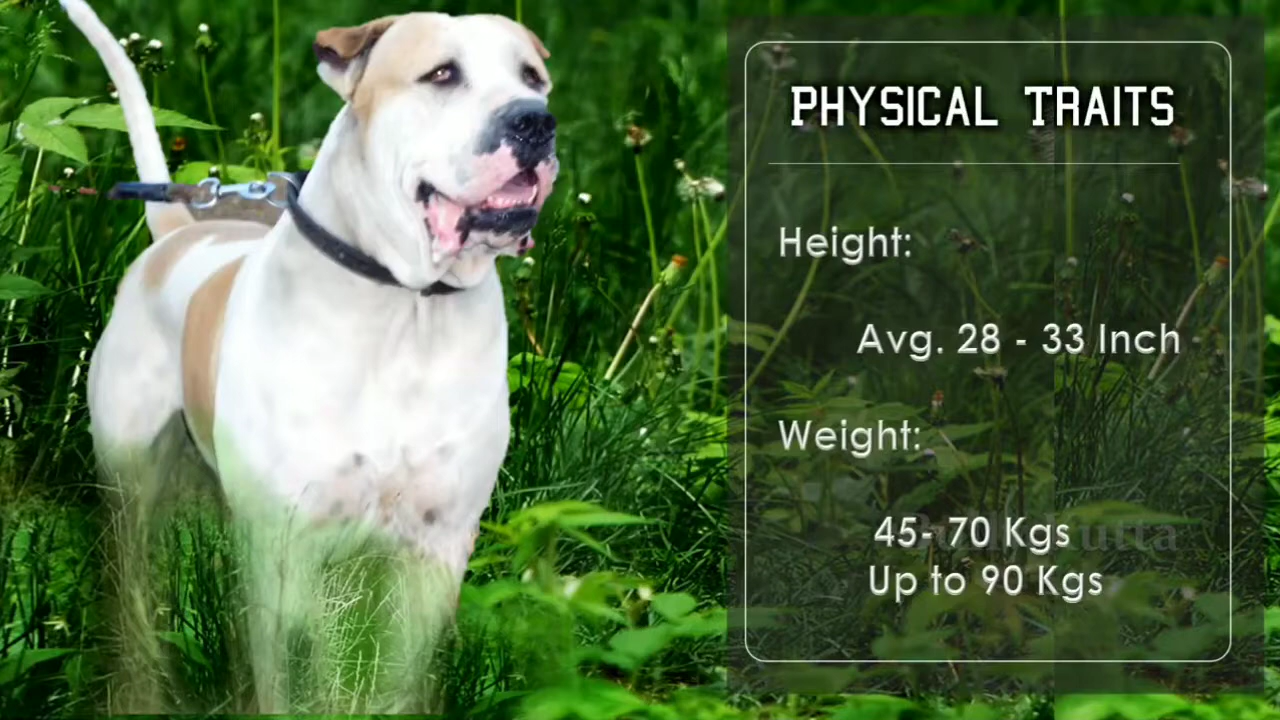 PHYSICAL TRAITS
Height:
Avg. 28 - 33 Inch
Weight:
45-70 Kgs
Up to 90 Kgs